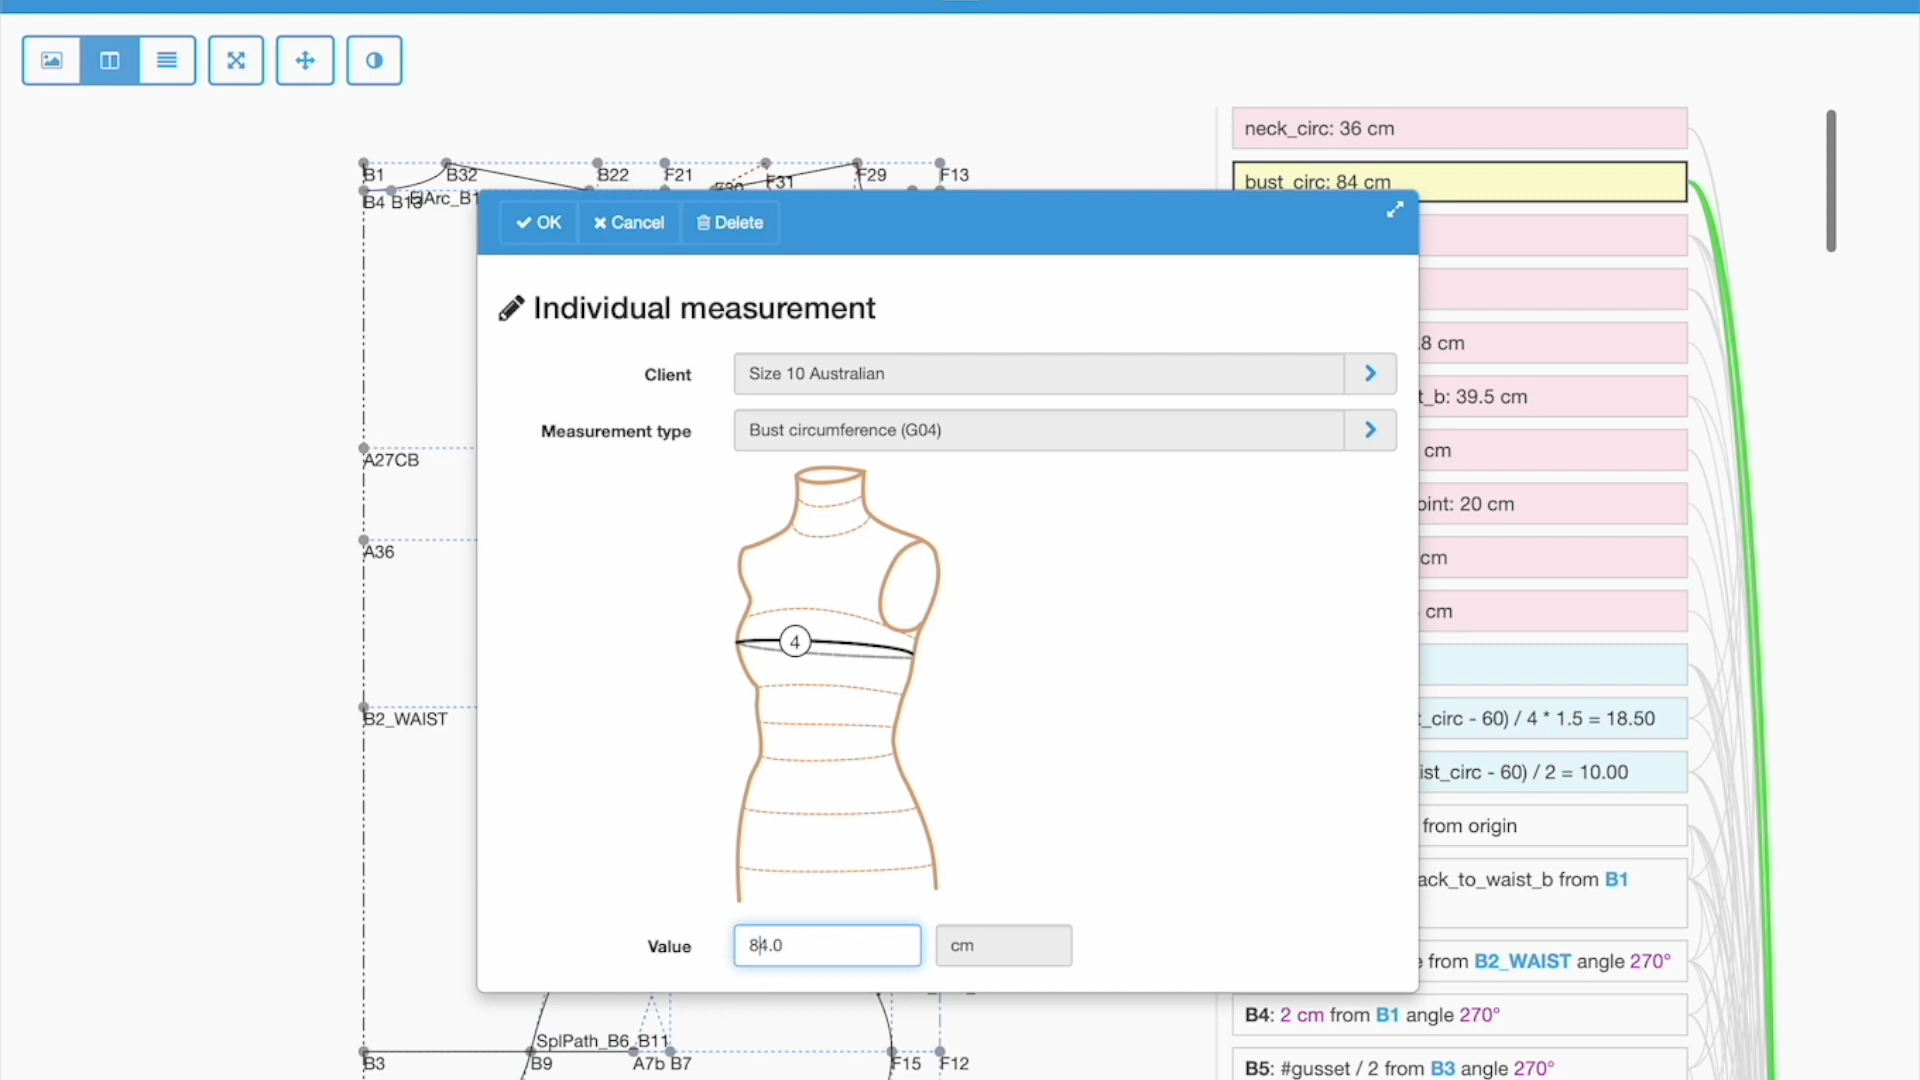 neck_circ: 36 cm
bust_circ: 84 cm
B1
B32
B22
F21
F31
F29
F13
B4
OK
Cancel
Delete
Individual measurement
Client
Size 10 Australian
Measurement type
Bust circumference (G04)
4
Value
84.0
cm
A27CB
A36
B2_WAIST
SplPath_B6_B11
B3
B9
A7b
B7
F15
F12
8 cm
t_b: 39.5 cm
cm
oint: 20 cm
cm
cm
_circ - 60) / 4 * 1.5 = 18.50
ist_circ - 60) / 2 = 10.00
from origin
ack_to_waist_b from B1
from B2_WAIST angle 270°
B4: 2 cm from B1 angle 270°
B5: #gusset / 2 from B3 angle 270°